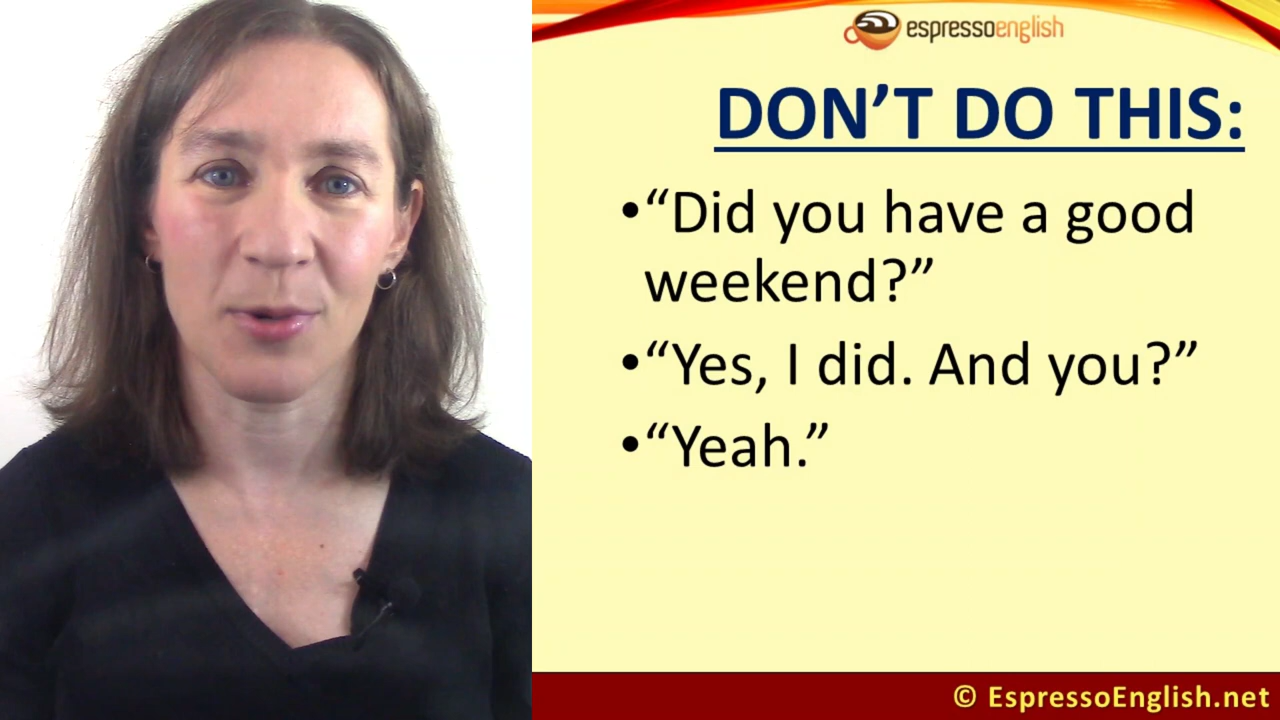 espressoenglish
DON’T DO THIS:
•“Did you have a good
weekend?”
•“Yes, I did. And you?”
•“Yeah.”
© EspressoEnglish.net